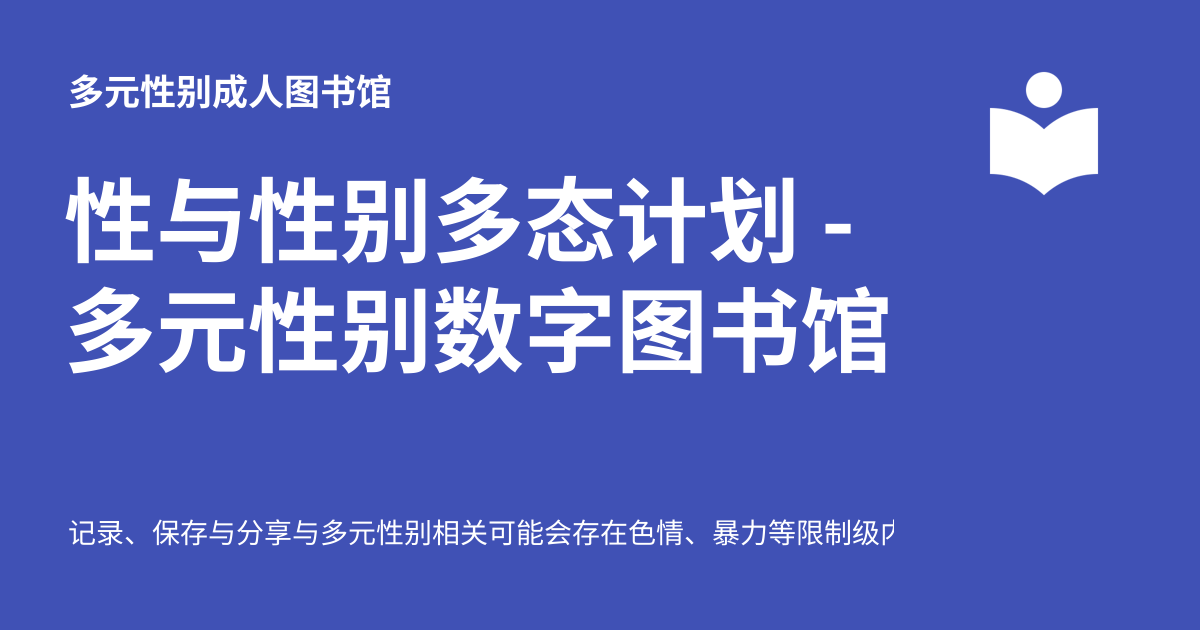 多元性别成人图书馆
性与性别多态计划 -
多元性别数字图书馆
记录、保存与分享与多元性别相关可能会存在色情、暴力等限制级